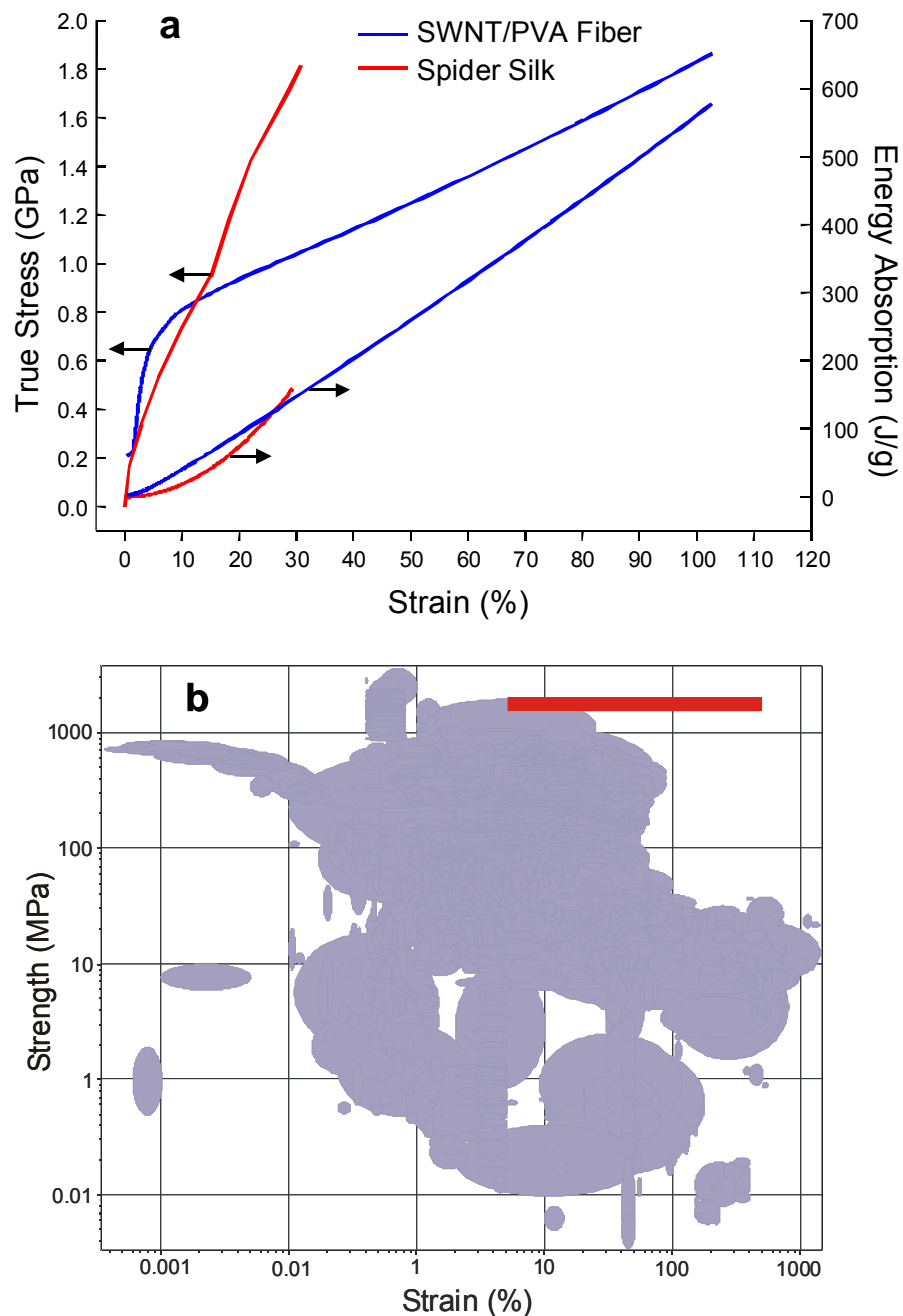 a
SWNT/PVA Fiber
Spider Silk
True Stress (GPa)
2.0
1.8
1.6
1.4
1.2
1.0
0.8
0.6
0.4
0.2
0.0
700
600
500
400
300
200
100
0
Energy Absorption (J/g)
0 10 20 30 40 50 60 70 80 90 100 110 120
Strain (%)
b
Strength (MPa)
1000
100
10
1
0.01
0.001 0.01 1 10 100 1000
Strain (%)